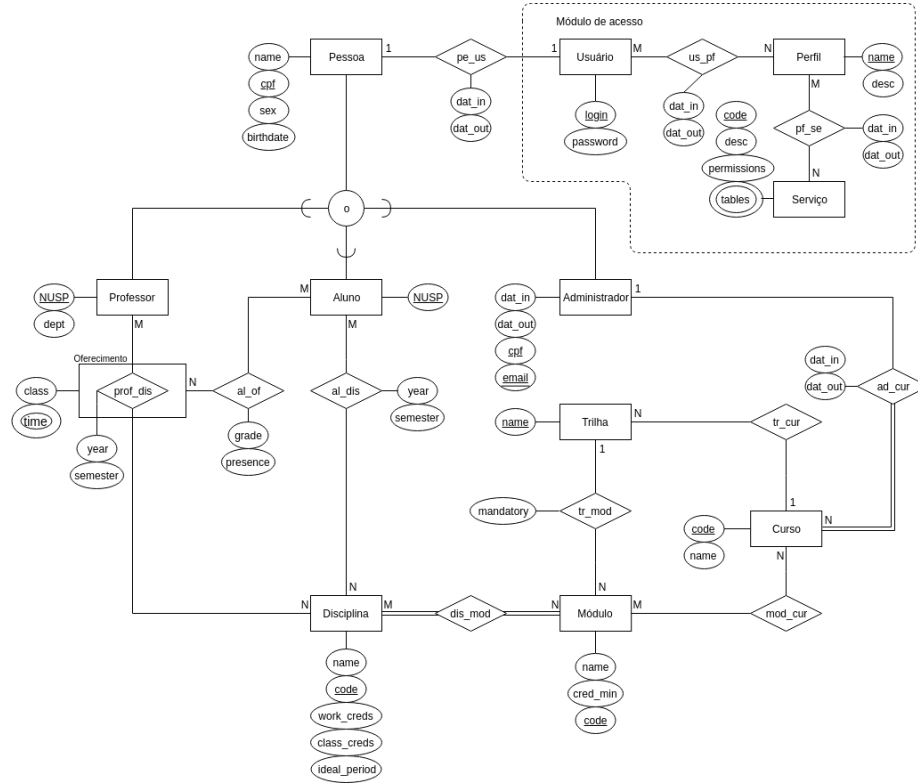 Módulo de acesso
name
Pessoa
1
pe_us
1
Usuário
M
us_pf
N
Perfil
name
cpf
sex
birthdate
dat_in
dat_out
login
password
dat_in
dat_out
M
desc
code
desc
permissions
tables
pf_se
dat_in
dat_out
N
Serviço
o
NUSP
Professor
dept
M
M
Aluno
NUSP
M
dat_in
Administrador
1
dat_out
cpf
email
Oferecimento
class
time
prof_dis
N
al_of
al_dis
year
semester
year
semester
grade
presence
dat_in
dat_out
ad_cur
name
Trilha
N
tr_cur
1
mandatory
tr_mod
1
code
Curso
N
name
N
N
N
N
Disciplina
M
dis_mod
N
Módulo
M
mod_cur
name
code
work_creds
class_creds
ideal_period
name
cred_min
code